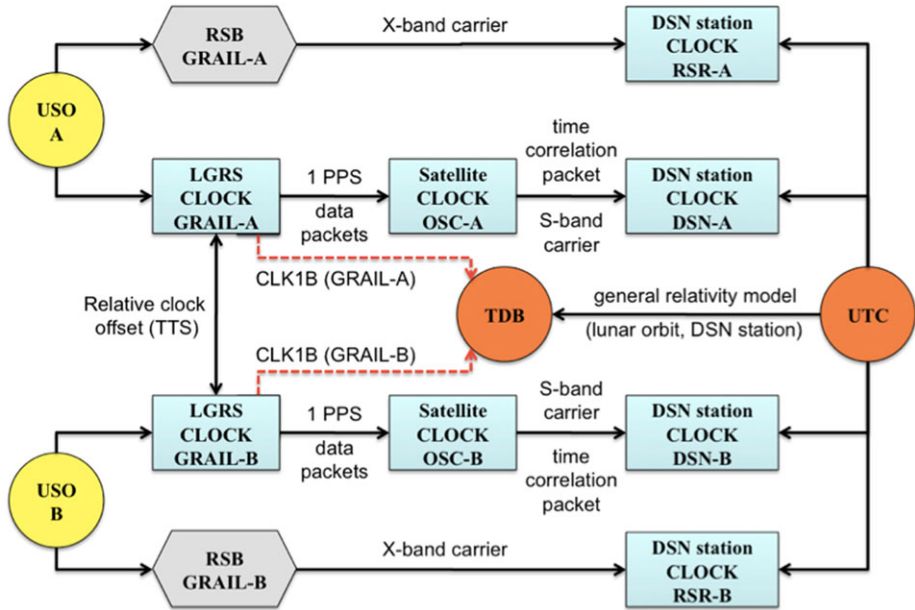 RSB
GRAIL-A
X-band carrier
DSN station
CLOCK
RSR-A
USO
A
LGRS
CLOCK
GRAIL-A
1 PPS
data
packets
Satellite
CLOCK
OSC-A
time
correlation
packet
S-band
carrier
DSN station
CLOCK
DSN-A
CLK1B (GRAIL-A)
Relative clock
offset (TTS)
TDB
general relativity model
(lunar orbit, DSN station)
UTC
CLK1B (GRAIL-B)
LGRS
CLOCK
GRAIL-B
1 PPS
data
packets
Satellite
CLOCK
OSC-B
S-band
carrier
time
correlation
packet
DSN station
CLOCK
DSN-B
USO
B
RSB
GRAIL-B
X-band carrier
DSN station
CLOCK
RSR-B